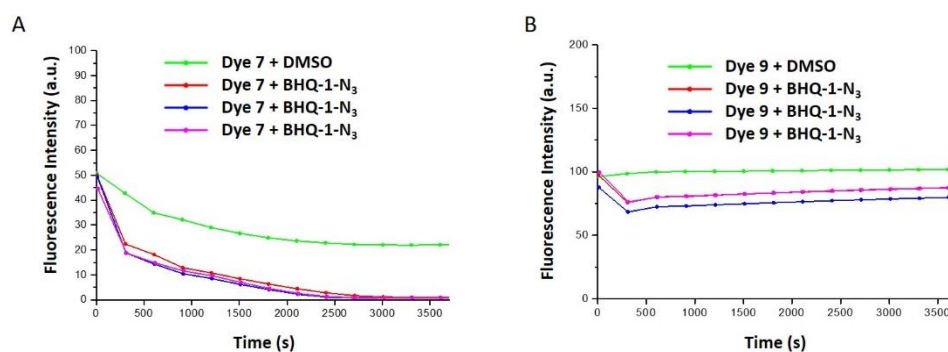 A
Fluorescence Intensity (a.u.)
100
90
80
70
60
50
40
30
20
10
0
Dye 7 + DMSO
Dye 7 + BHQ-1-N₃
Dye 7 + BHQ-1-N₃
Dye 7 + BHQ-1-N₃
0 500 1000 1500 2000 2500 3000 3500
Time (s)
B
Fluorescence Intensity (a.u.)
200
150
100
50
0
Dye 9 + DMSO
Dye 9 + BHQ-1-N₃
Dye 9 + BHQ-1-N₃
Dye 9 + BHQ-1-N₃
0 500 1000 1500 2000 2500 3000 3500
Time (s)